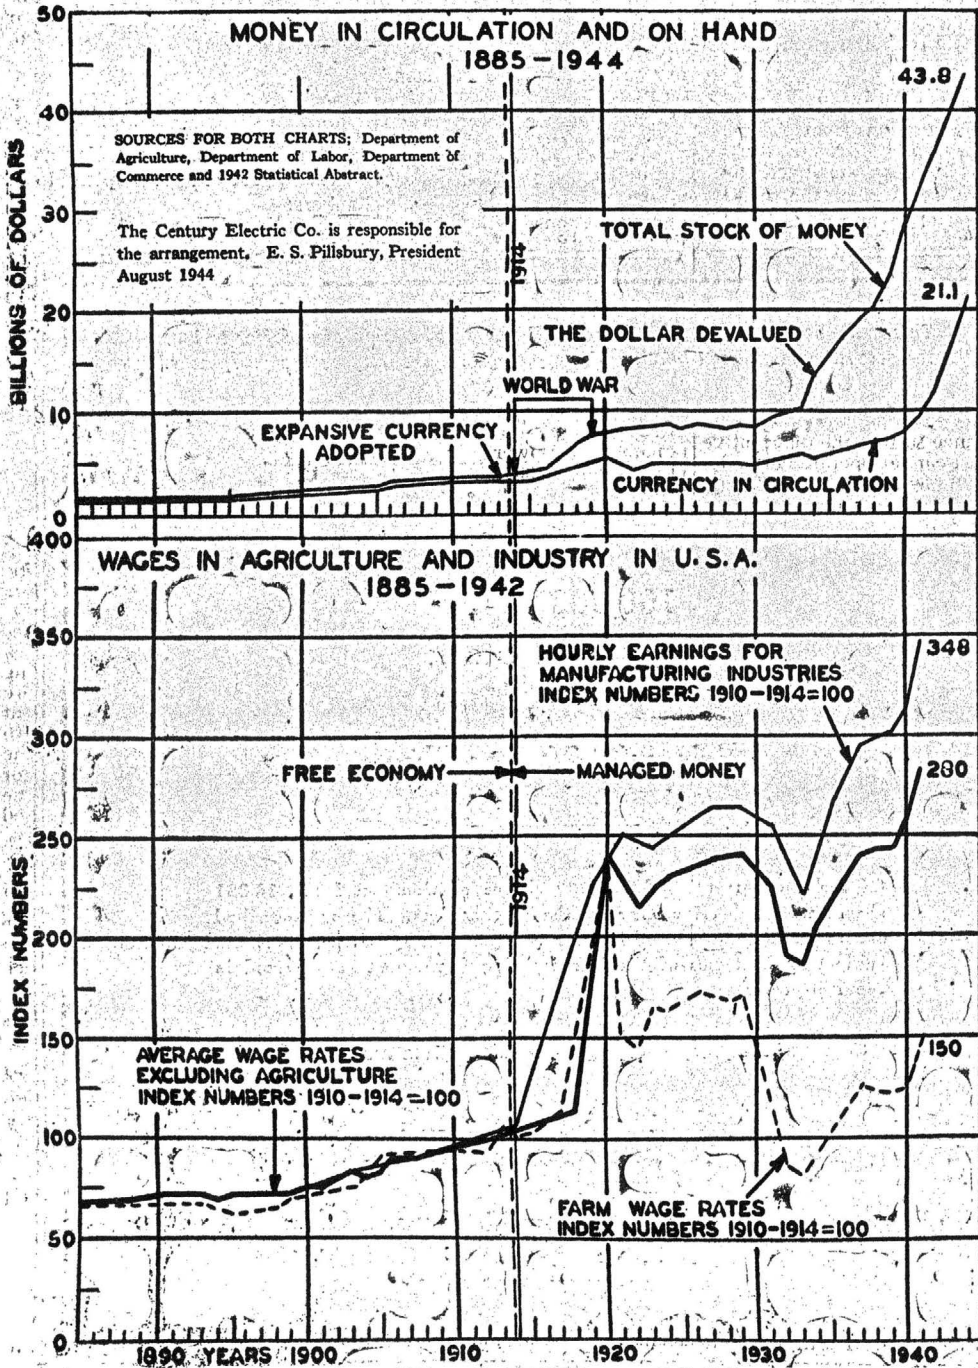 50
MONEY IN CIRCULATION AND ON HAND
1885-1944
43.8
40
SOURCES FOR BOTH CHARTS; Department of
Agriculture, Department of Labor, Department of
Commerce and 1942 Statistical Abstract.
The Century Electric Co. is responsible for
the arrangement. E. S. Pillsbury, President
August 1944
BILLIONS OF DOLLARS
30
1914
TOTAL STOCK OF MONEY
21.1
20
THE DOLLAR DEVALUED
WORLD WAR
10
EXPANSIVE CURRENCY
ADOPTED
CURRENCY IN CIRCULATION
0
400
WAGES IN AGRICULTURE AND INDUSTRY IN U.S.A.
1885-1942
350
HOURLY EARNINGS FOR
MANUFACTURING INDUSTRIES
INDEX NUMBERS 1910-1914=100
348
300
FREE ECONOMY
MANAGED MONEY
280
250
INDEX NUMBERS
1914
200
150
AVERAGE WAGE RATES
EXCLUDING AGRICULTURE
INDEX NUMBERS 1910-1914=100
150
100
FARM WAGE RATES
INDEX NUMBERS 1910-1914=100
50
0
1890 YEARS 1900 1910 1920 1930 1940